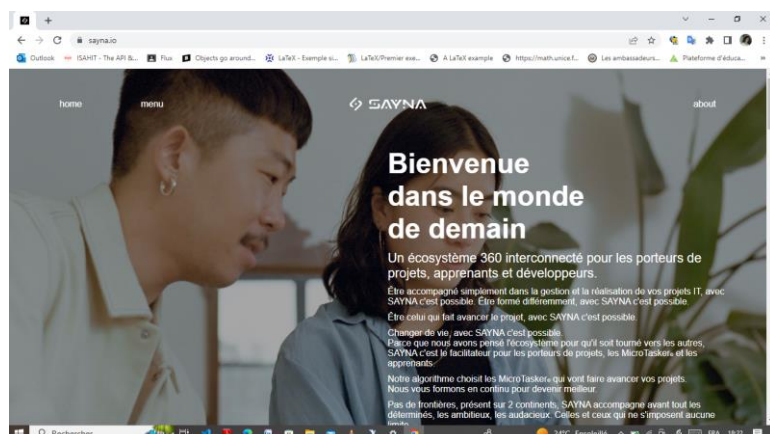 sayna.io
Outlook
ISAHIT - The API &...
Flus
Objects go around...
LaTeX - Exemple si...
LaTeX/Premier exe...
A LaTeX example
https://math.unice.f...
Les ambassadeurs...
Plateforme d'éduca...
home
menu
SAYNA
about
Bienvenue
dans le monde
de demain
Un écosystème 360 interconnecté pour les porteurs de
projets, apprenants et développeurs.
Être accompagné simplement dans la gestion et la réalisation de vos projets IT, avec
SAYNA c'est possible. Être formé différemment, avec SAYNA c'est possible.
Être celui qui fait avancer le projet, avec SAYNA c'est possible.
Changer de vie, avec SAYNA c'est possible.
Parce que nous avons pensé l'écosystème pour qu'il soit tourné vers les autres,
SAYNA c'est le facilitateur pour les porteurs de projets, les MicroTaskers et les
apprenants.
Notre algorithme choisit les MicroTaskers qui vont faire avancer vos projets.
Nous vous formons en continu pour devenir meilleur.
Pas de frontières, présent sur 2 continents, SAYNA accompagne avant tout les
déterminés, les ambitieux, les audacieux. Celles et ceux qui ne s'imposent aucune
limite.
Rechercher
24°C Ensoleillé
FRA